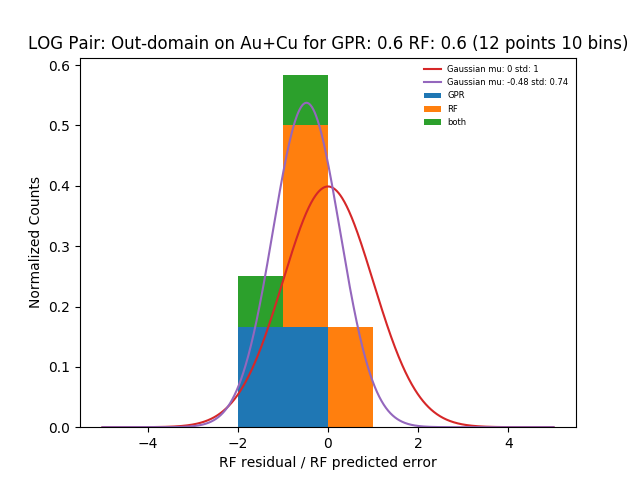 LOG Pair: Out-domain on Au+Cu for GPR: 0.6 RF: 0.6 (12 points 10 bins)
Gaussian mu: 0 std: 1
Gaussian mu: -0.48 std: 0.74
GPR
RF
both
Normalized Counts
0.6
0.5
0.4
0.3
0.2
0.1
0.0
−4
−2
0
2
4
RF residual / RF predicted error